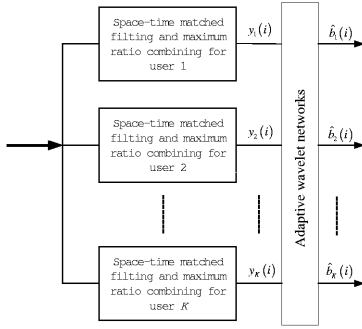 Space-time matched
filtering and maximum
ratio combining for
user 1
y₁(i)
b̂₁(i)
Space-time matched
filtering and maximum
ratio combining for
user 2
y₂(i)
b̂₂(i)
Adaptive wavelet networks
Space-time matched
filtering and maximum
ratio combining for
user K
y_K(i)
b̂_K(i)